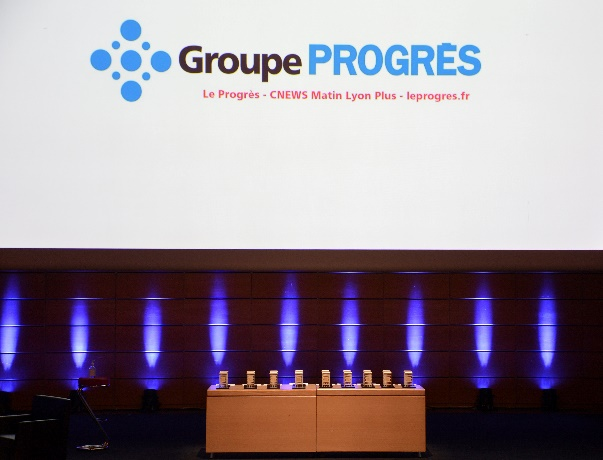 Groupe PROGRÈS
Le Progrès - CNEWS Matin Lyon Plus - leprogres.fr